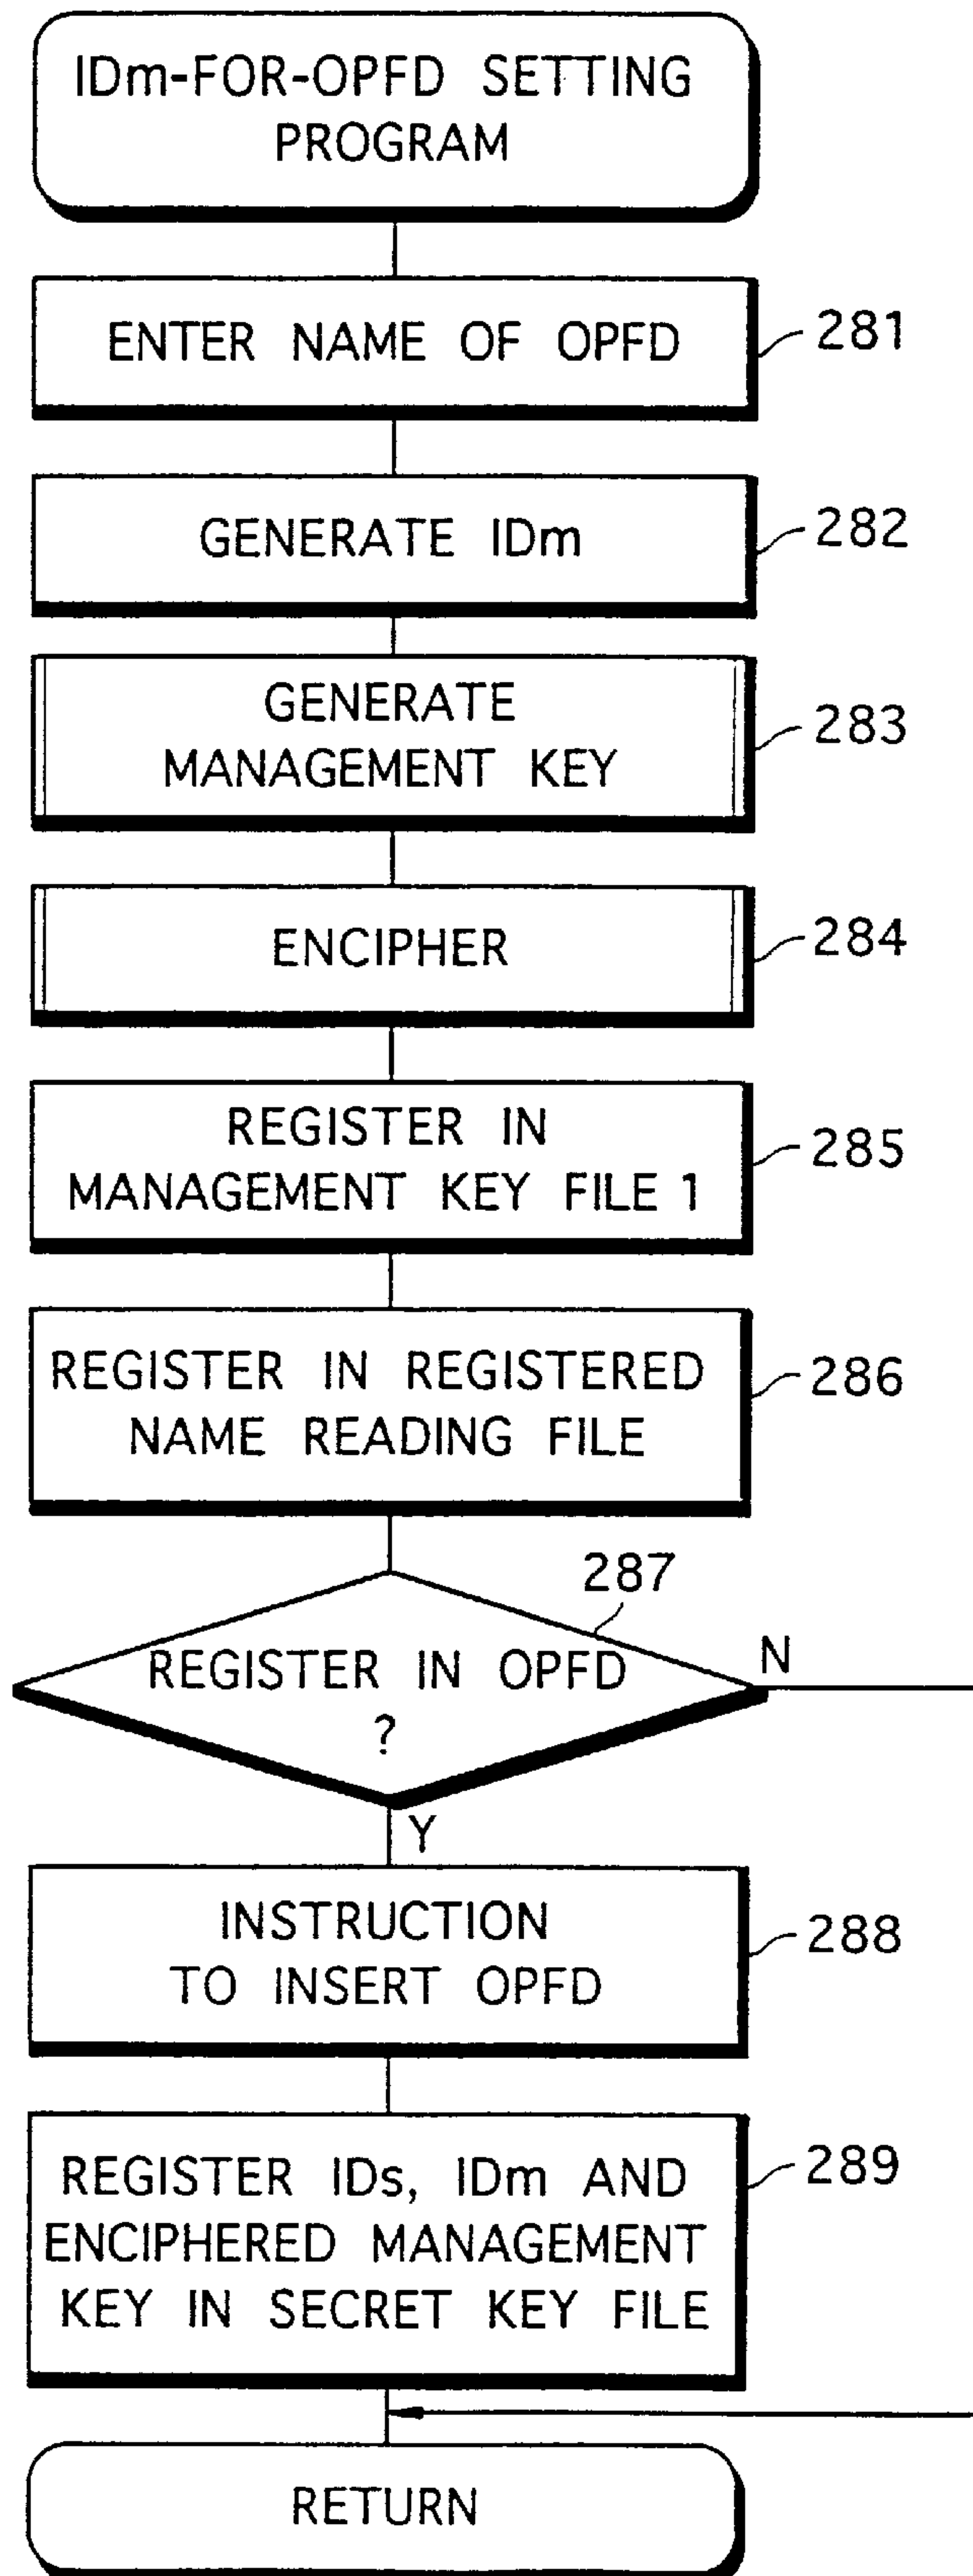 IDm-FOR-OPFD SETTING
PROGRAM
ENTER NAME OF OPFD
281
GENERATE IDm
282
GENERATE
MANAGEMENT KEY
283
ENCIPHER
284
REGISTER IN
MANAGEMENT KEY FILE 1
285
REGISTER IN REGISTERED
NAME READING FILE
286
287
REGISTER IN OPFD
?
N
Y
INSTRUCTION
TO INSERT OPFD
288
REGISTER IDs, IDm AND
ENCIPHERED MANAGEMENT
KEY IN SECRET KEY FILE
289
RETURN